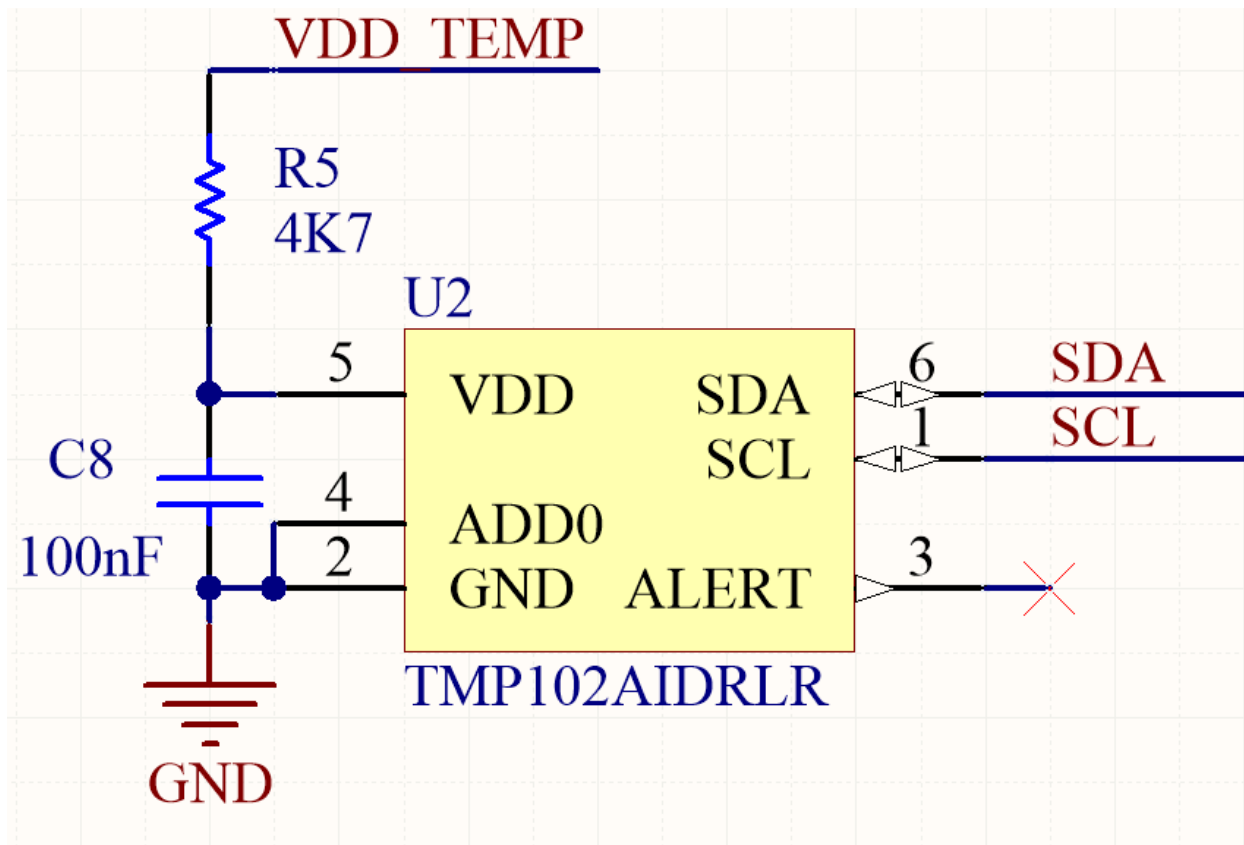 VDD_TEMP
R5
4K7
U2
5
VDD
SDA
6
SDA
SCL
1
SCL
C8
100nF
4
ADD0
2
GND
ALERT
3
TMP102AIDRLR
GND